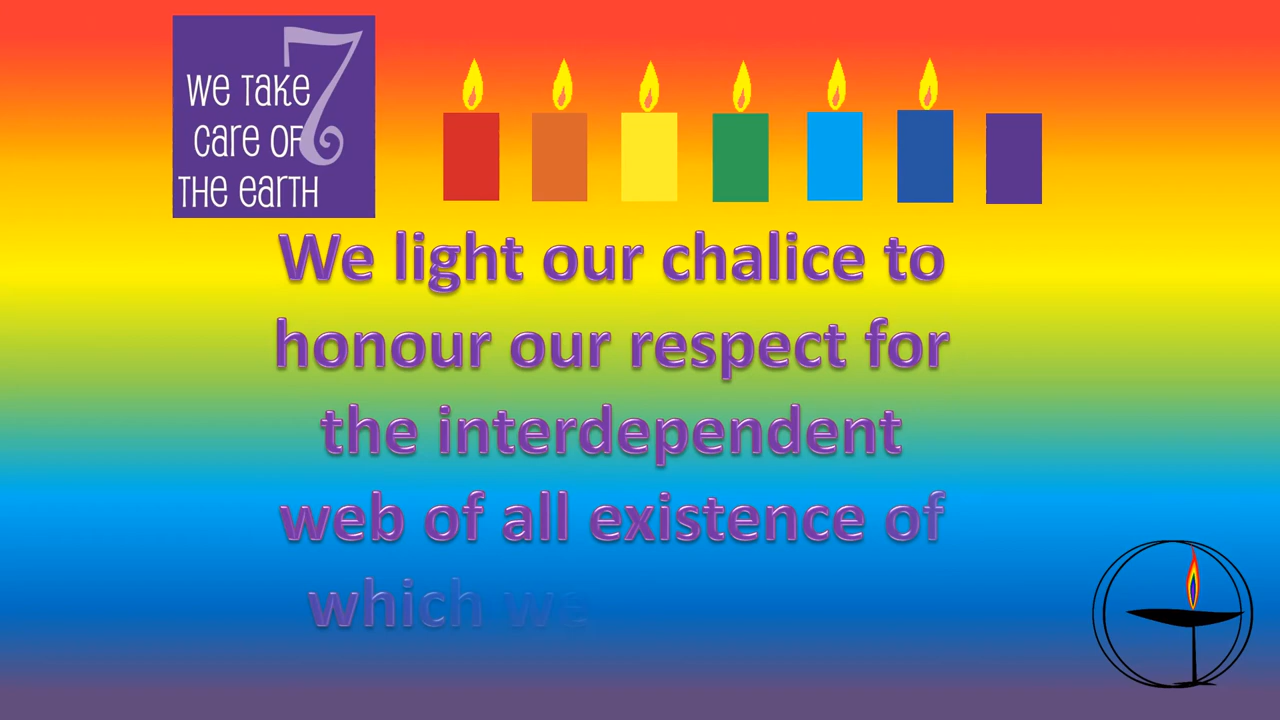 7
We Take
care of
The earth
We light our chalice to
honour our respect for
the interdependent
web of all existence of
which we